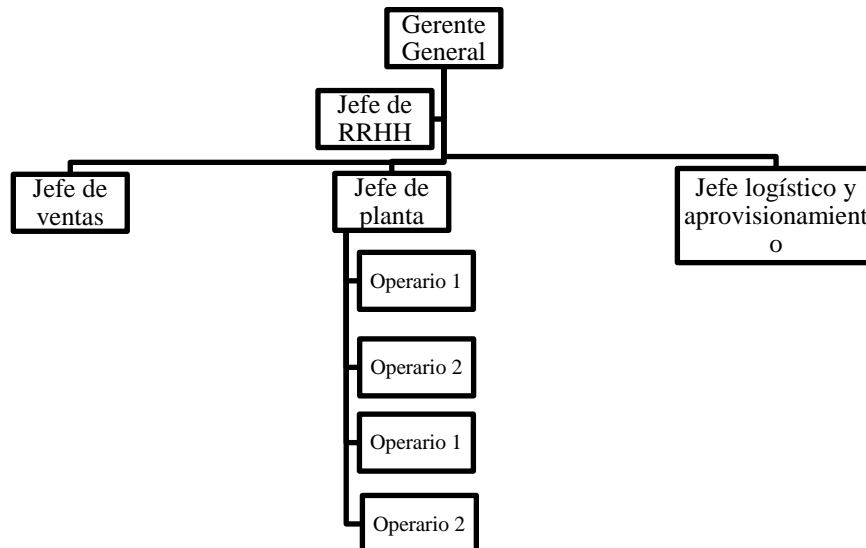 Gerente
General
Jefe de
RRHH
Jefe de
ventas
Jefe de
planta
Jefe logístico y
aprovisionamient
o
Operario 1
Operario 2
Operario 1
Operario 2